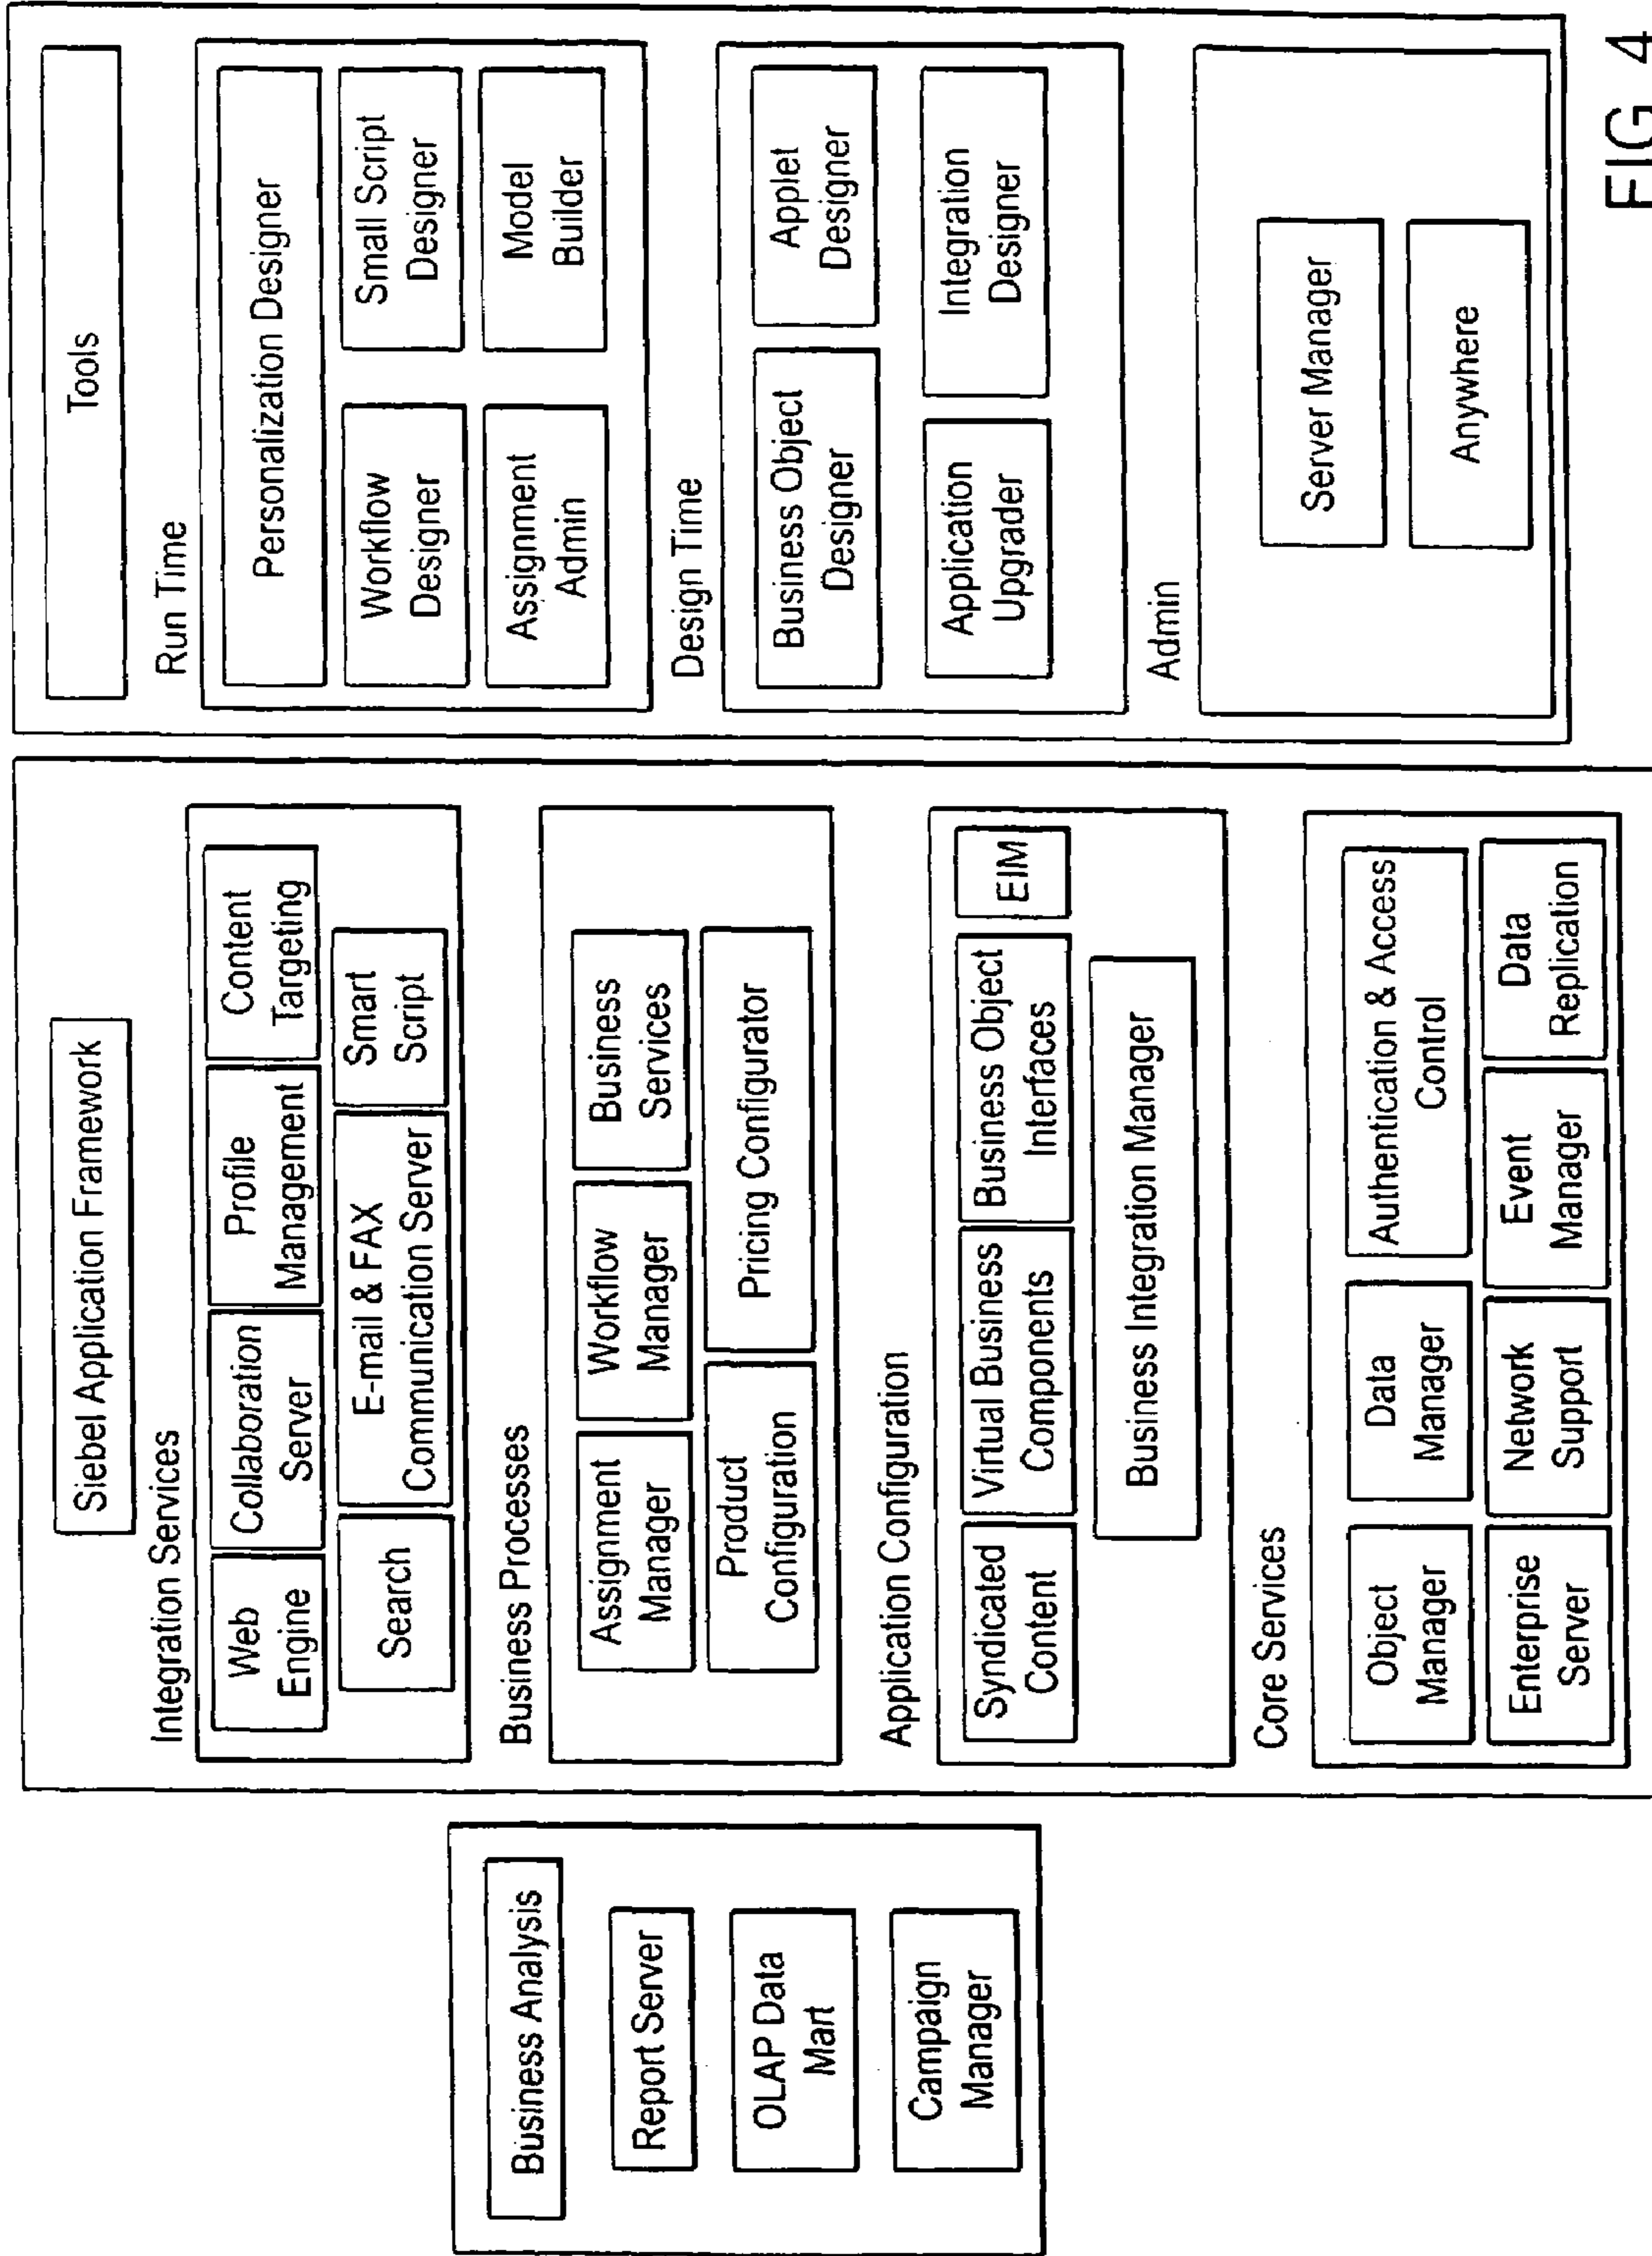 Business Analysis
Report Server
OLAP Data
Mart
Campaign
Manager
Siebel Application Framework
Integration Services
Web
Engine
Collaboration
Server
Profile
Management
Content
Targeting
Search
E-mail & FAX
Communication Server
Smart
Script
Business Processes
Assignment
Manager
Workflow
Manager
Business
Services
Product
Configuration
Pricing Configurator
Application Configuration
Syndicated
Content
Virtual Business
Components
Business Object
Interfaces
EIM
Business Integration Manager
Core Services
Object
Manager
Data
Manager
Authentication & Access
Control
Enterprise
Server
Network
Support
Event
Manager
Data
Replication
Tools
Run Time
Personalization Designer
Workflow
Designer
Small Script
Designer
Assignment
Admin
Model
Builder
Design Time
Business Object
Designer
Applet
Designer
Application
Upgrader
Integration
Designer
Admin
Server Manager
Anywhere
FIG 4